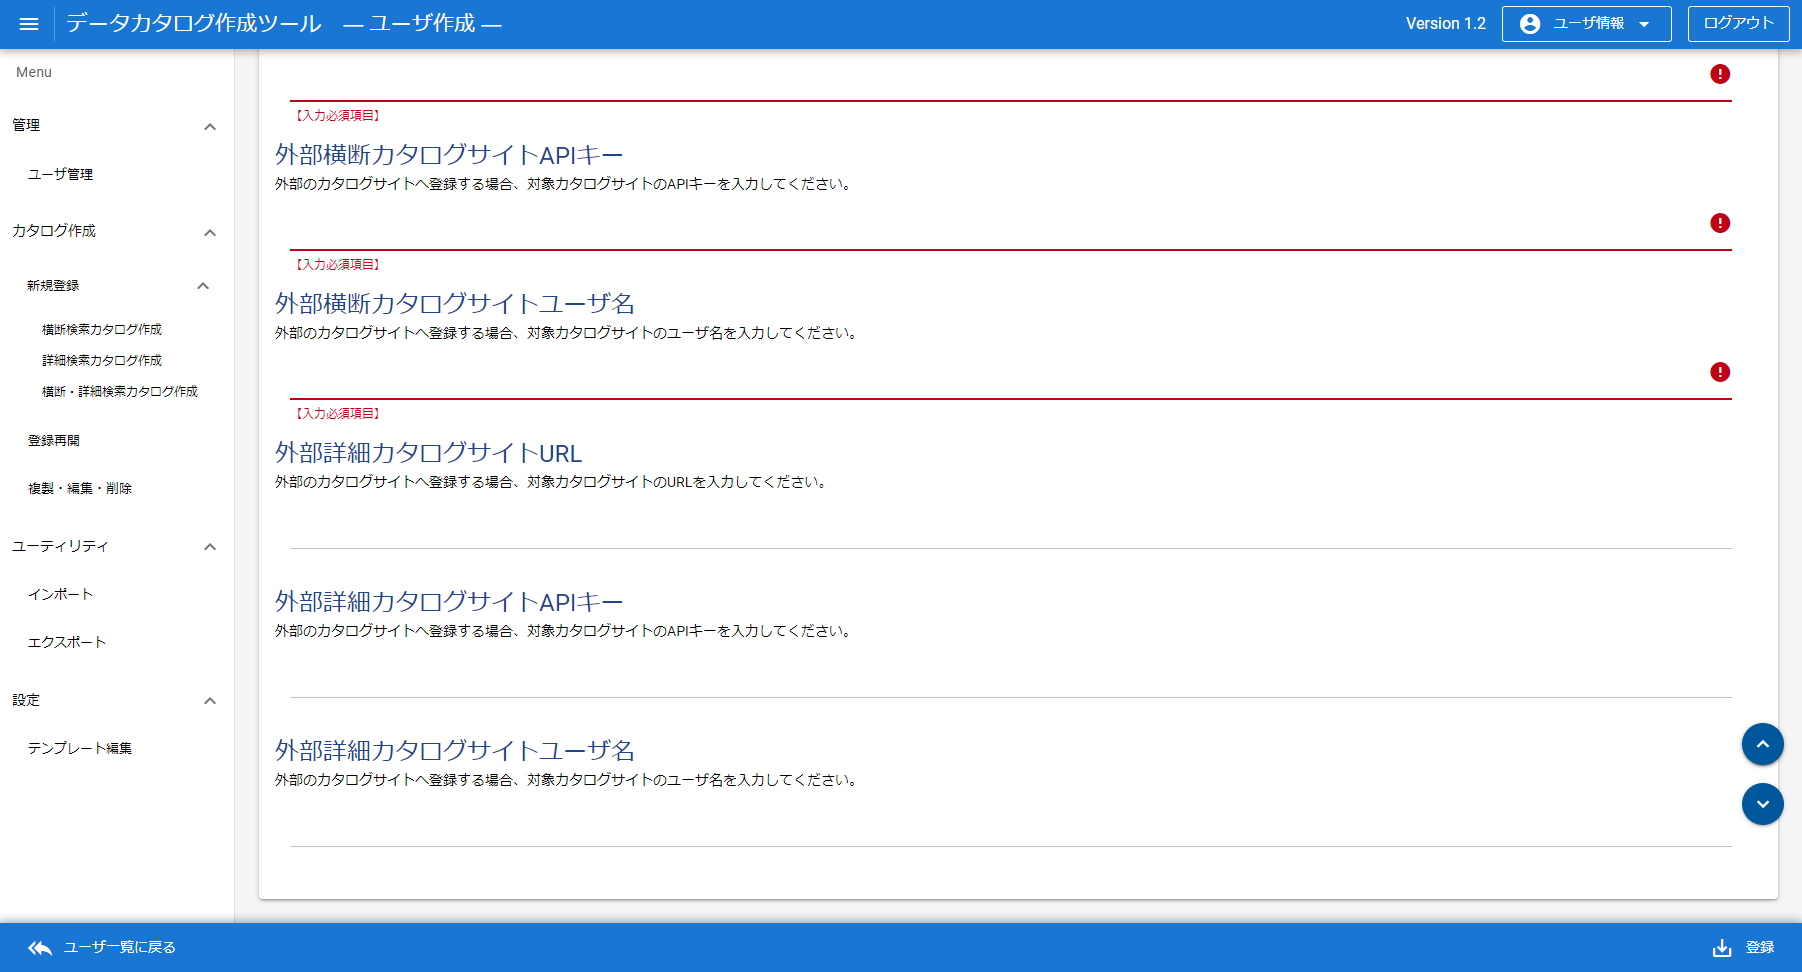 データカタログ作成ツール — ユーザ作成 —
Version 1.2
ユーザ情報
ログアウト
Menu
管理
ユーザ管理
カタログ作成
新規登録
横断検索カタログ作成
詳細検索カタログ作成
横断・詳細検索カタログ作成
登録再開
複製・編集・削除
ユーティリティ
インポート
エクスポート
設定
テンプレート編集
【入力必須項目】
外部横断カタログサイトAPIキー
外部のカタログサイトへ登録する場合、対象カタログサイトのAPIキーを入力してください。
【入力必須項目】
外部横断カタログサイトユーザ名
外部のカタログサイトへ登録する場合、対象カタログサイトのユーザ名を入力してください。
【入力必須項目】
外部詳細カタログサイトURL
外部のカタログサイトへ登録する場合、対象カタログサイトのURLを入力してください。
外部詳細カタログサイトAPIキー
外部のカタログサイトへ登録する場合、対象カタログサイトのAPIキーを入力してください。
外部詳細カタログサイトユーザ名
外部のカタログサイトへ登録する場合、対象カタログサイトのユーザ名を入力してください。
ユーザ一覧に戻る
登録